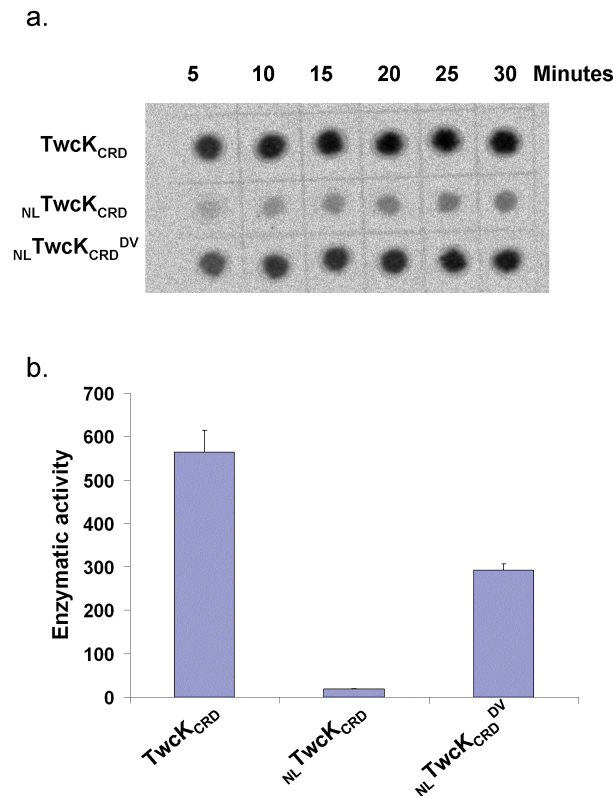 a.
5 10 15 20 25 30 Minutes
TwcKCRD
NLTwcKCRD
NLTwcKCRDDV
b.
700
600
500
400
300
200
100
0
Enzymatic activity
TwcKCRD
NLTwcKCRD
NLTwcKCRDDV